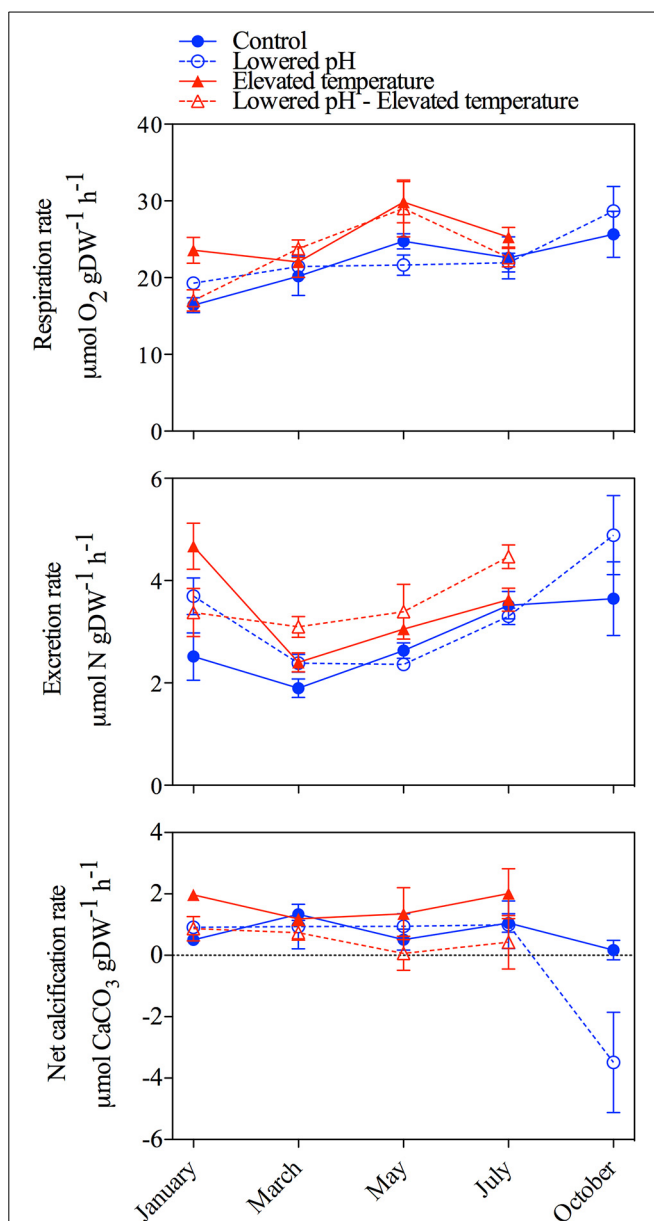 Control
Lowered pH
Elevated temperature
Lowered pH - Elevated temperature
Respiration rate
µmol O₂ gDW⁻¹ h⁻¹
40
30
20
10
0
Excretion rate
µmol N gDW⁻¹ h⁻¹
6
4
2
0
Net calcification rate
µmol CaCO₃ gDW⁻¹ h⁻¹
4
2
0
-2
-4
-6
January
March
May
July
October